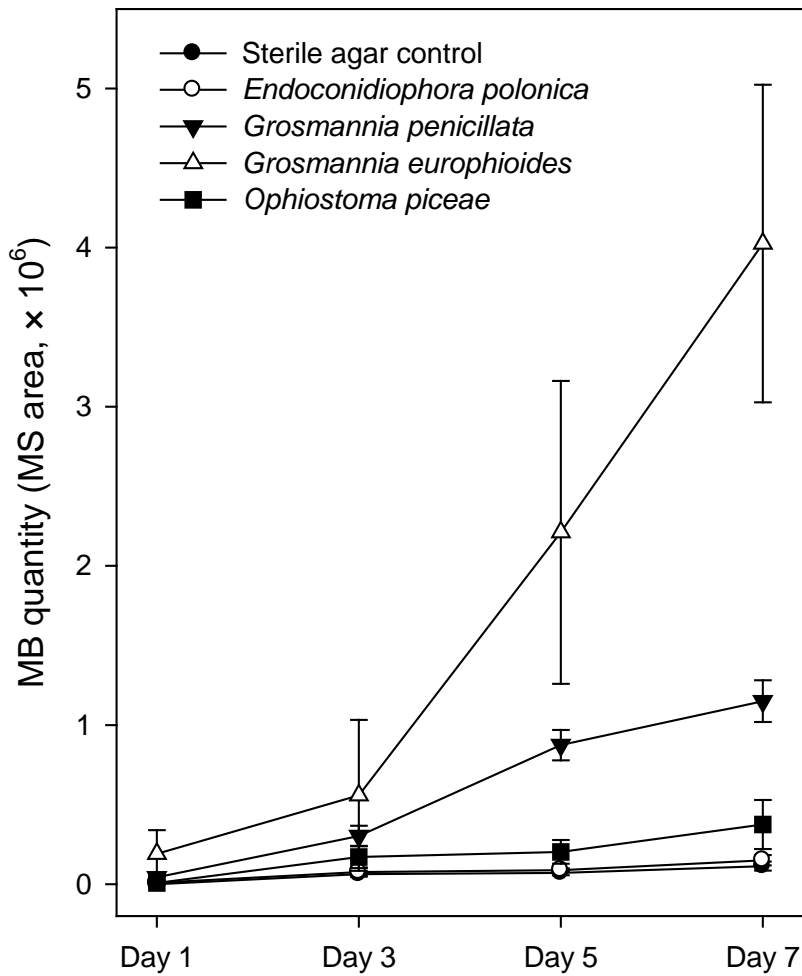 Sterile agar control
Endoconidiophora polonica
Grosmannia penicillata
Grosmannia europhioides
Ophiostoma piceae
MB quantity (MS area, × 10⁶)
5
4
3
2
1
0
Day 1 Day 3 Day 5 Day 7